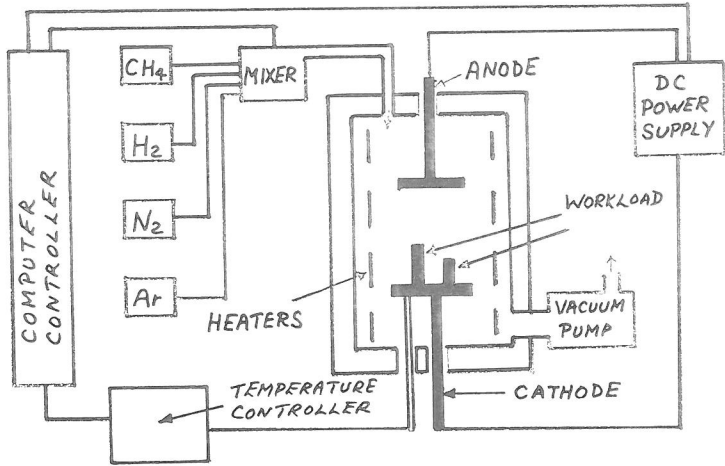 CH4
H2
N2
Ar
MIXER
ANODE
DC
POWER
SUPPLY
COMPUTER
CONTROLLER
WORKLOAD
HEATERS
VACUUM
PUMP
TEMPERATURE
CONTROLLER
CATHODE